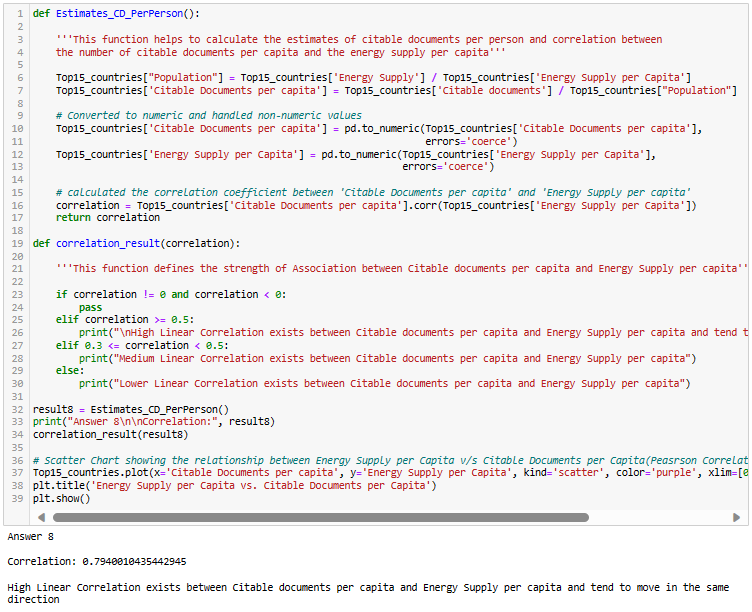 1 def Estimates_CD_PerPerson():
2
3     '''This function helps to calculate the estimates of citable documents per person and correlation between
4     the number of citable documents per capita and the energy supply per capita'''
5
6     Top15_countries["Population"] = Top15_countries['Energy Supply'] / Top15_countries['Energy Supply per Capita']
7     Top15_countries['Citable Documents per capita'] = Top15_countries['Citable documents'] / Top15_countries["Population"]
8
9     # Converted to numeric and handled non-numeric values
10     Top15_countries['Citable Documents per capita'] = pd.to_numeric(Top15_countries['Citable Documents per capita'],
11                                                                     errors='coerce')
12     Top15_countries['Energy Supply per Capita'] = pd.to_numeric(Top15_countries['Energy Supply per Capita'],
13                                                                 errors='coerce')
14
15     # calculated the correlation coefficient between 'Citable Documents per capita' and 'Energy Supply per capita'
16     correlation = Top15_countries['Citable Documents per capita'].corr(Top15_countries['Energy Supply per Capita'])
17     return correlation
18
19 def correlation_result(correlation):
20
21     '''This function defines the strength of Association between Citable documents per capita and Energy Supply per capita''
22
23     if correlation != 0 and correlation < 0:
24         pass
25     elif correlation >= 0.5:
26         print("\nHigh Linear Correlation exists between Citable documents per capita and Energy Supply per capita and tend t
27     elif 0.3 <= correlation < 0.5:
28         print("Medium Linear Correlation exists between Citable documents per capita and Energy Supply per capita")
29     else:
30         print("Lower Linear Correlation exists between Citable documents per capita and Energy Supply per capita")
31
32 result8 = Estimates_CD_PerPerson()
33 print("Answer 8\n\nCorrelation:", result8)
34 correlation_result(result8)
35
36 # Scatter Chart showing the relationship between Energy Supply per Capita v/s Citable Documents per Capita(Peasrson Correlat
37 Top15_countries.plot(x='Citable Documents per capita', y='Energy Supply per Capita', kind='scatter', color='purple', xlim=[0
38 plt.title('Energy Supply per Capita vs. Citable Documents per Capita')
39 plt.show()
Answer 8
Correlation: 0.7940010435442945
High Linear Correlation exists between Citable documents per capita and Energy Supply per capita and tend to move in the same
direction